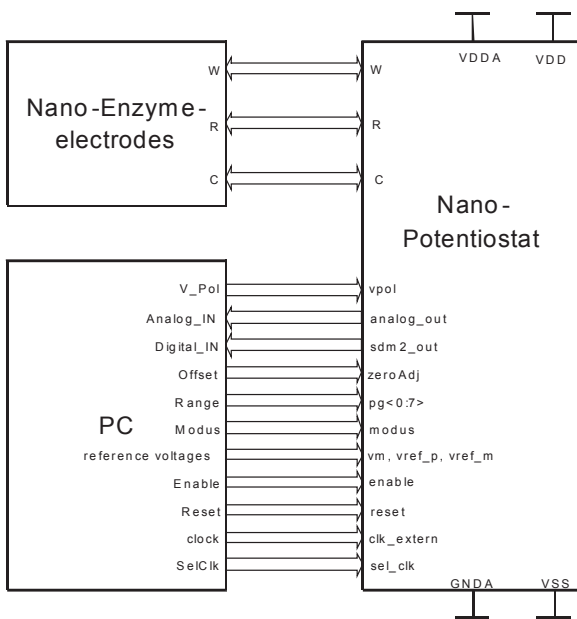 VDDA VDD
W W
Nano-Enzyme-
electrodes
R R
C C
Nano-
Potentiostat
V_Pol vpol
Analog_IN analog_out
Digital_IN sdm2_out
Offset zeroAdj
Range pg<0:7>
PC
Modus modus
reference voltages vm, vref_p, vref_m
Enable enable
Reset reset
clock clk_extern
SelClk sel_clk
GNDA VSS